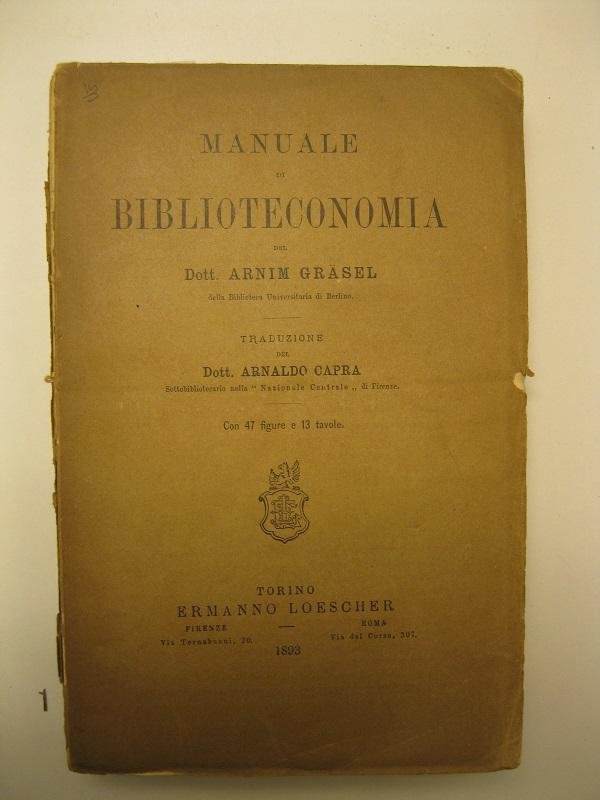 MANUALE
DI
BIBLIOTECONOMIA
DEL
Dott. ARNIM GRÄSEL
della Biblioteca Universitaria di Berlino.
TRADUZIONE
DEL
Dott. ARNALDO CAPRA
Sottobibliotecario nella “ Nazionale Centrale „ di Firenze.
Con 47 figure e 13 tavole.
TORINO
ERMANNO LOESCHER
FIRENZE
Via Tornabuoni, 20.
ROMA
Via del Corso, 307.
1893